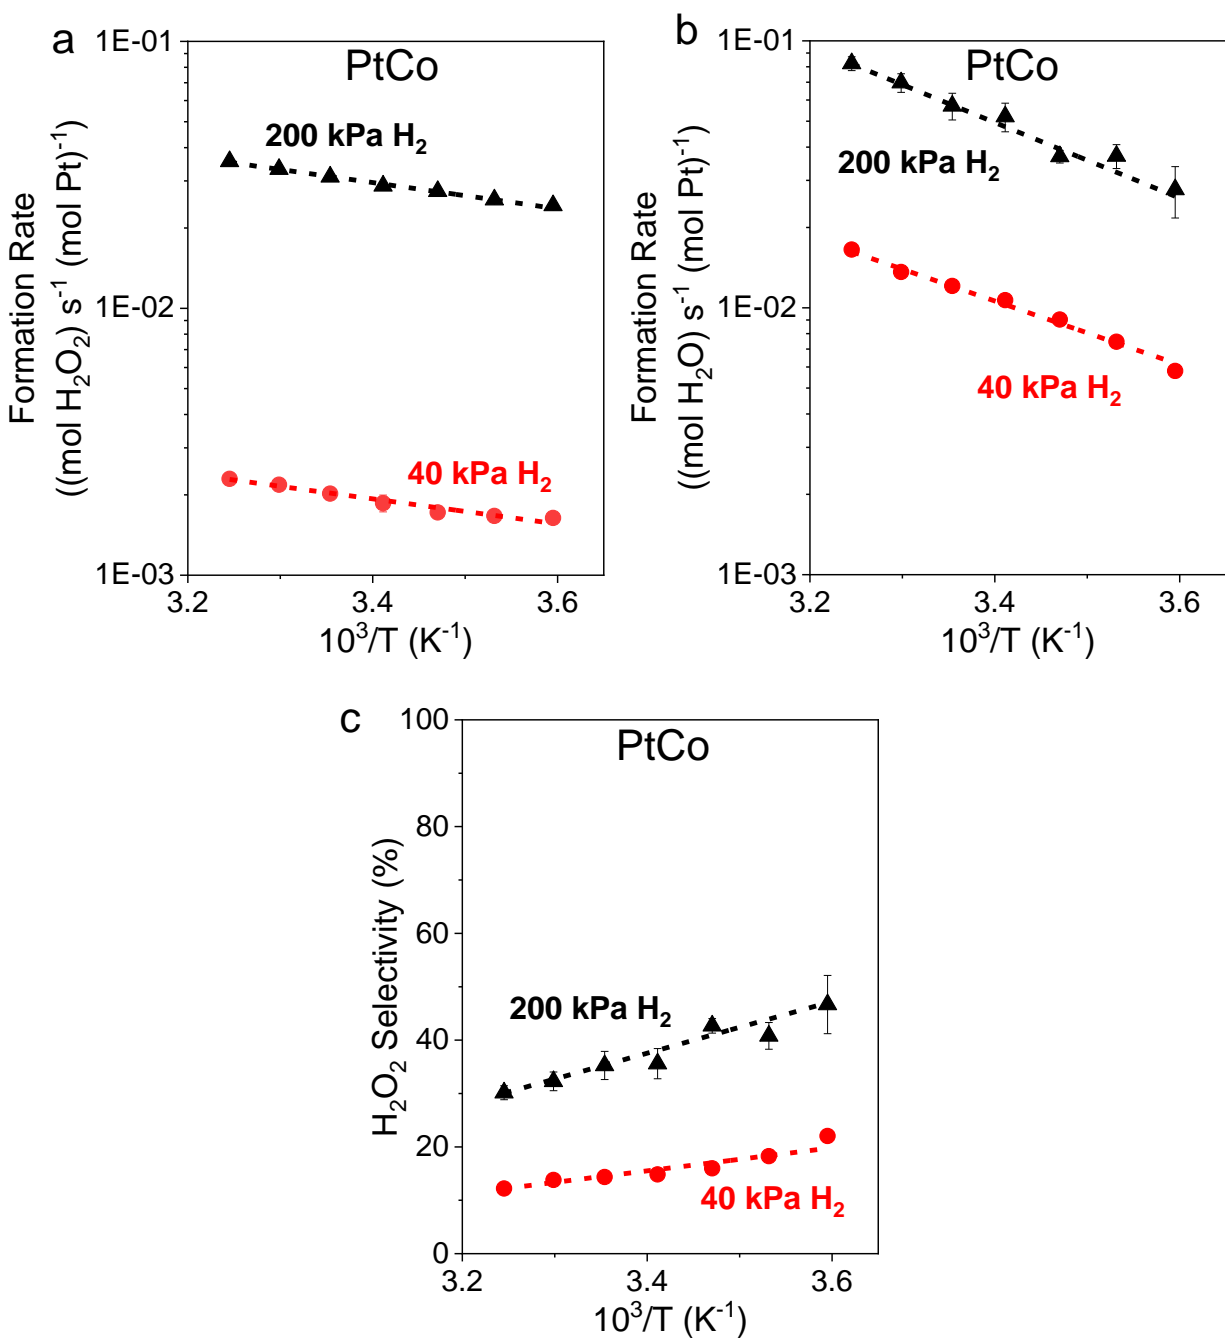 a
PtCo
1E-01
1E-02
1E-03
200 kPa H₂
40 kPa H₂
Formation Rate
((mol H₂O₂) s⁻¹ (mol Pt)⁻¹)
3.2
3.4
3.6
10³/T (K⁻¹)
b
PtCo
1E-01
1E-02
1E-03
200 kPa H₂
40 kPa H₂
Formation Rate
((mol H₂O) s⁻¹ (mol Pt)⁻¹)
3.2
3.4
3.6
10³/T (K⁻¹)
c
PtCo
100
80
60
40
20
0
200 kPa H₂
40 kPa H₂
H₂O₂ Selectivity (%)
3.2
3.4
3.6
10³/T (K⁻¹)